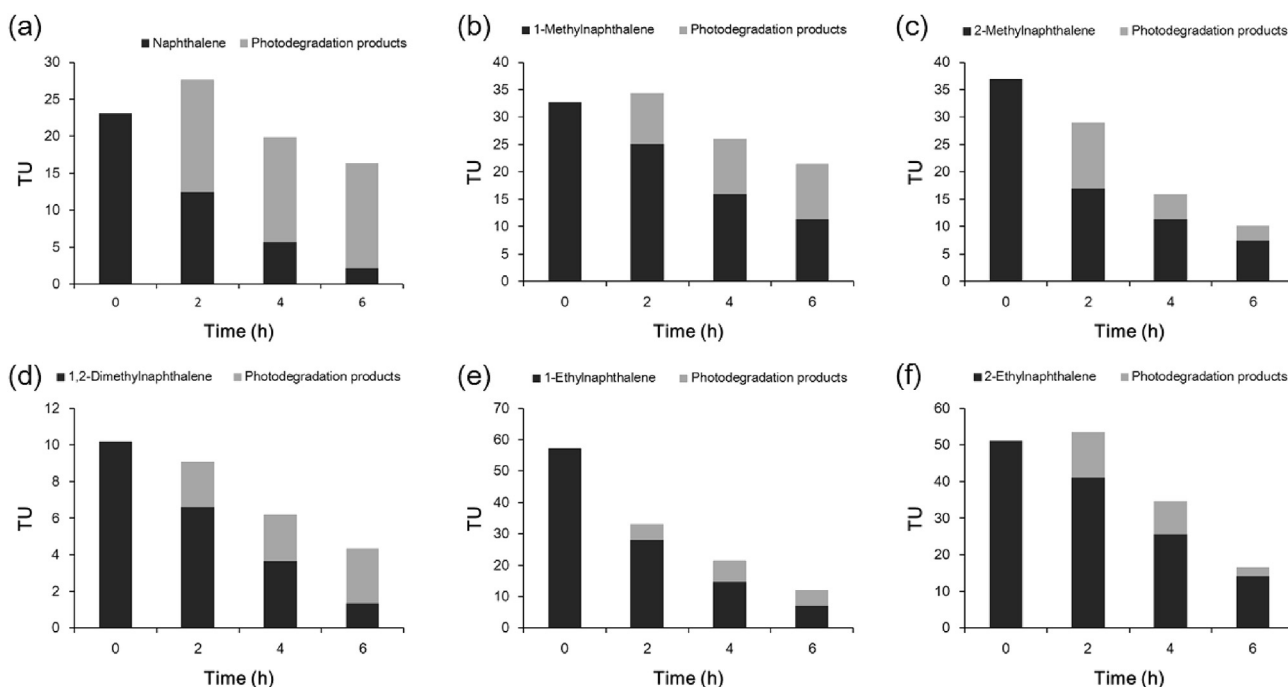 (a)
Naphthalene Photodegradation products
30
25
20
15
10
5
0
TU
0 2 4 6
Time (h)
(b)
1-Methylnaphthalene Photodegradation products
40
35
30
25
20
15
10
5
0
TU
0 2 4 6
Time (h)
(c)
2-Methylnaphthalene Photodegradation products
40
35
30
25
20
15
10
5
0
TU
0 2 4 6
Time (h)
(d)
1,2-Dimethylnaphthalene Photodegradation products
12
10
8
6
4
2
0
TU
0 2 4 6
Time (h)
(e)
1-Ethylnaphthalene Photodegradation products
70
60
50
40
30
20
10
0
TU
0 2 4 6
Time (h)
(f)
2-Ethylnaphthalene Photodegradation products
60
50
40
30
20
10
0
TU
0 2 4 6
Time (h)